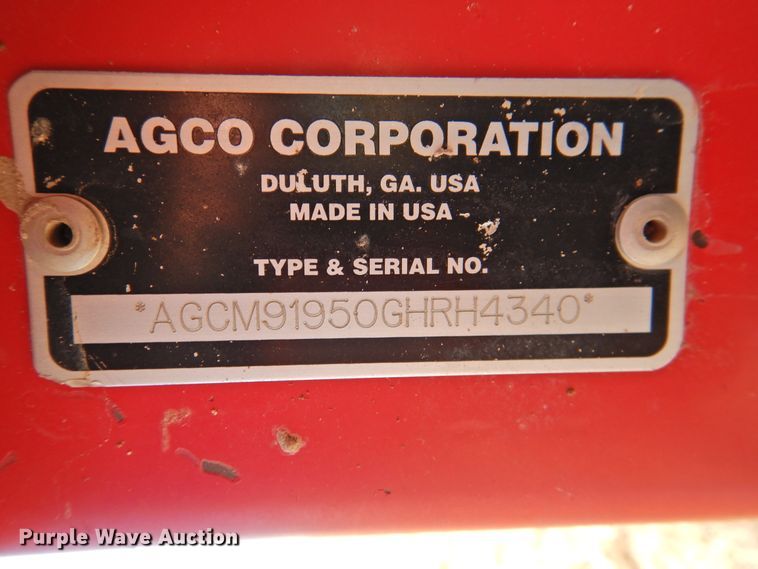 AGCO CORPORATION
DULUTH, GA. USA
MADE IN USA
TYPE & SERIAL NO.
*AGCM91950GHRH4340*
Purple Wave Auction